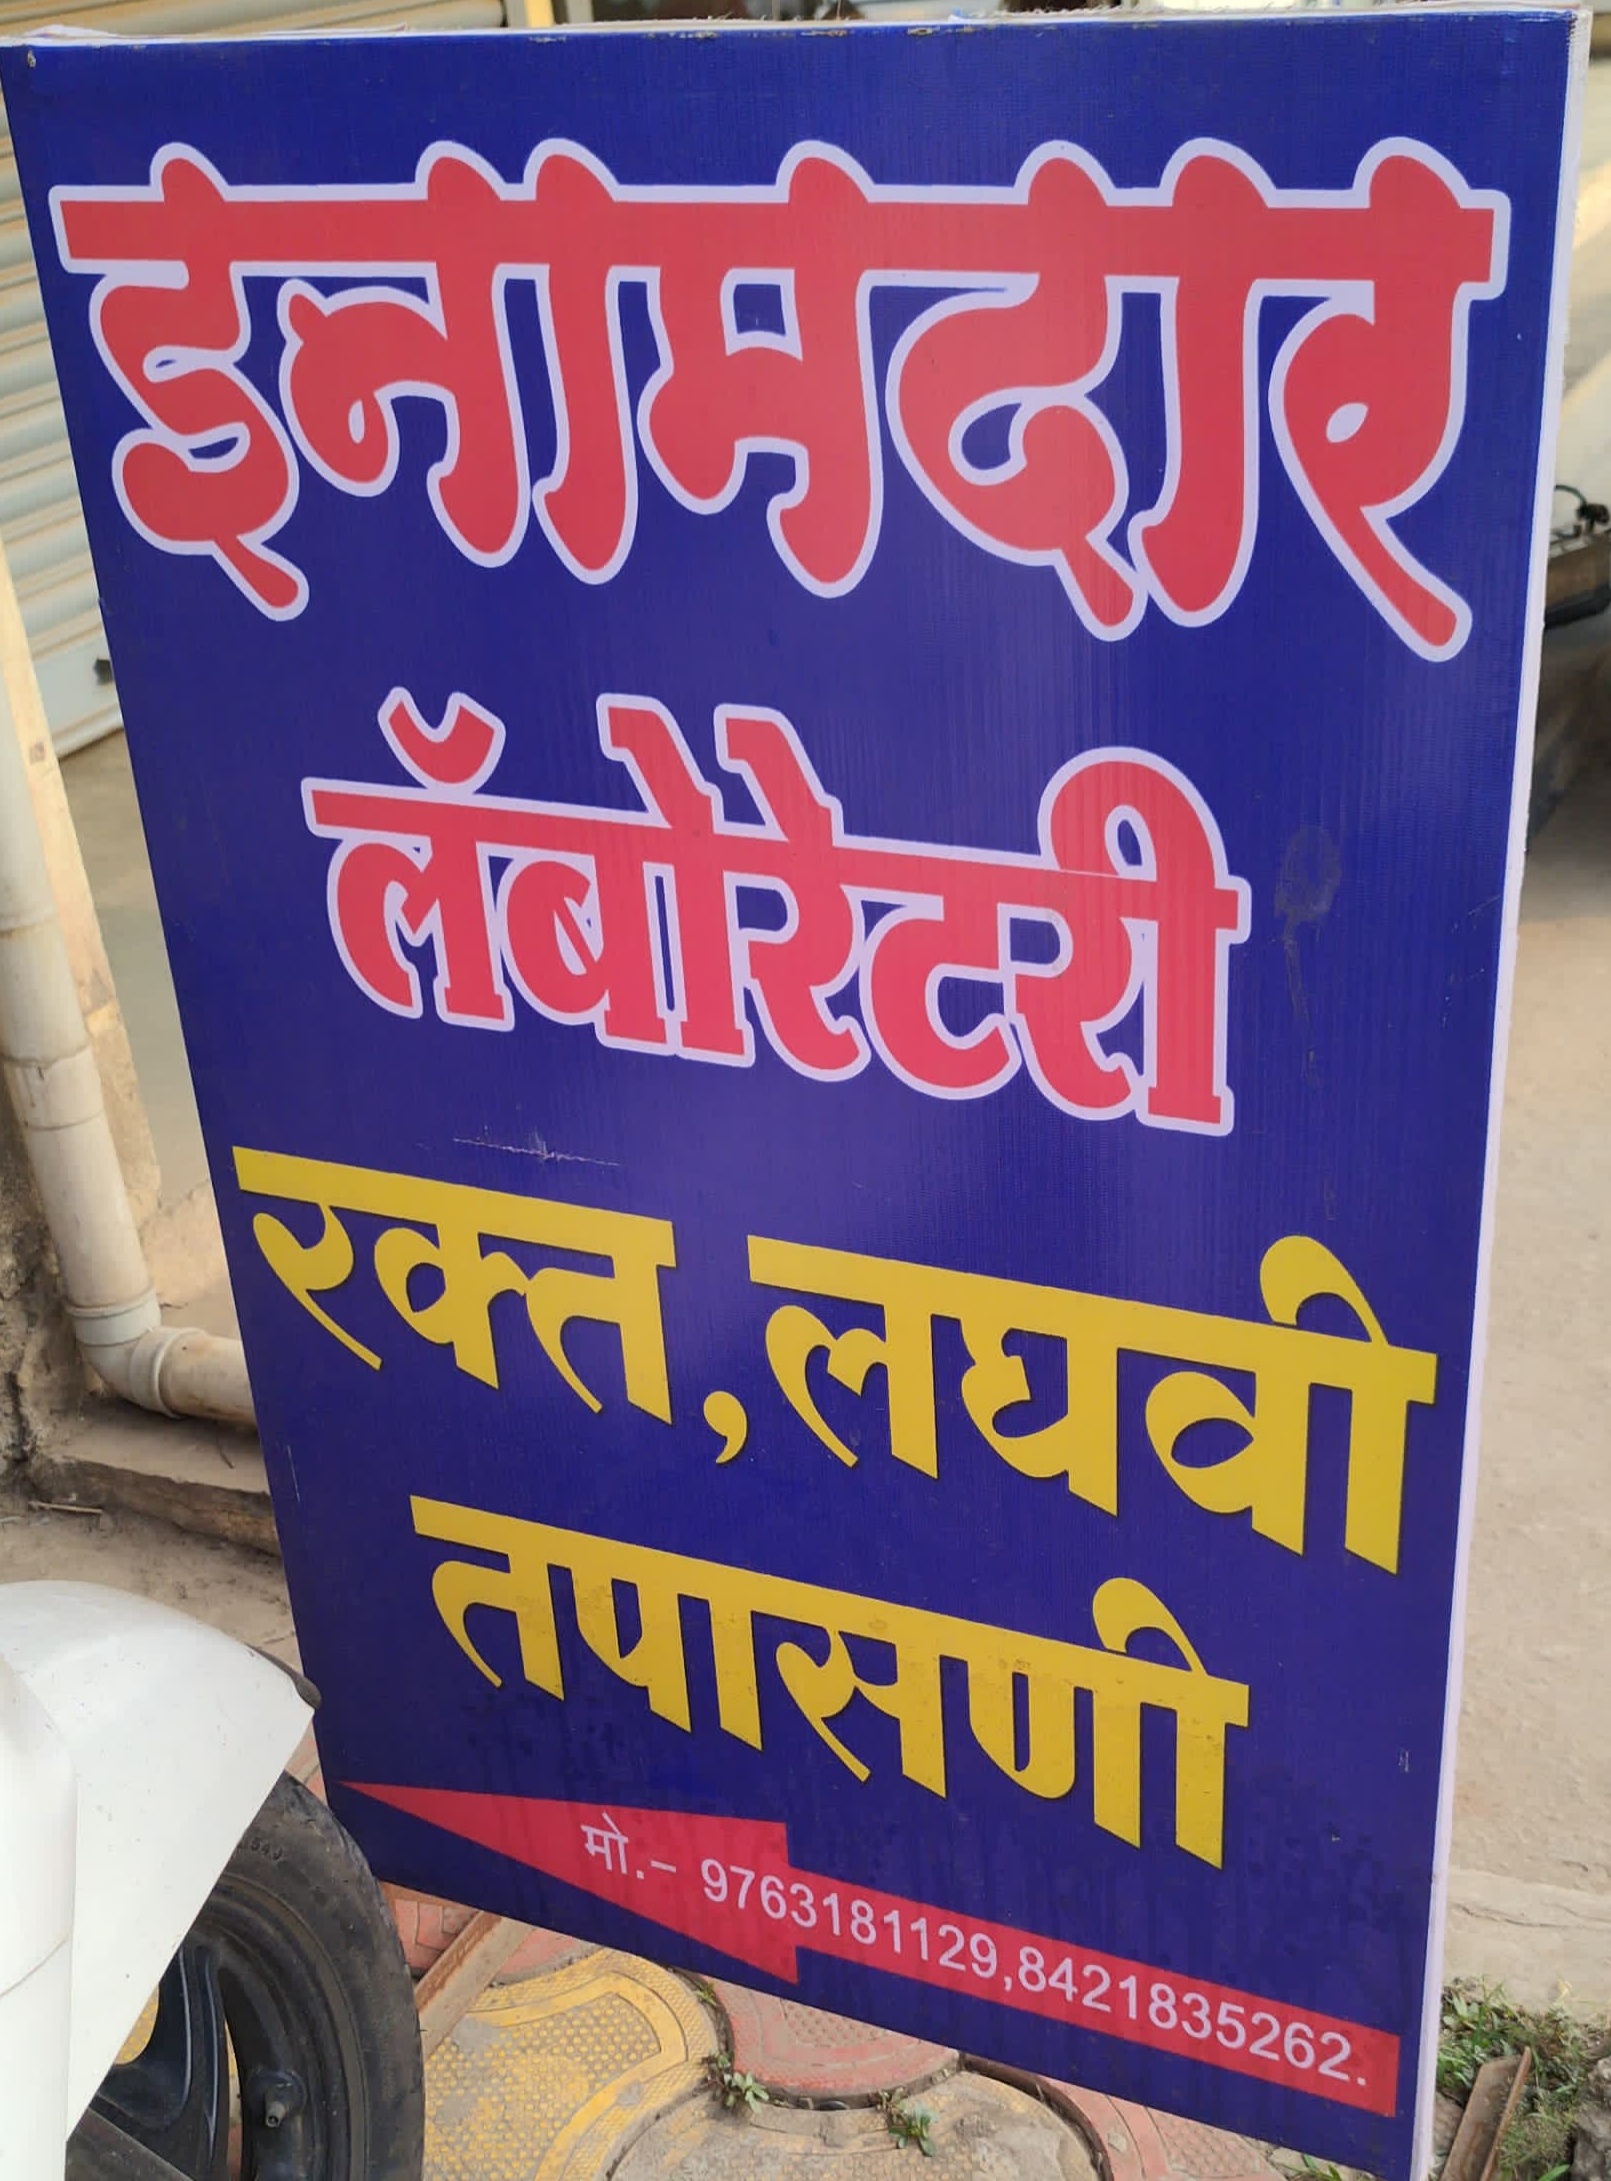 इनामदार
लॅबोरेटरी
रक्त,लघवी
तपासणी
मो.- 9763181129,8421835262.